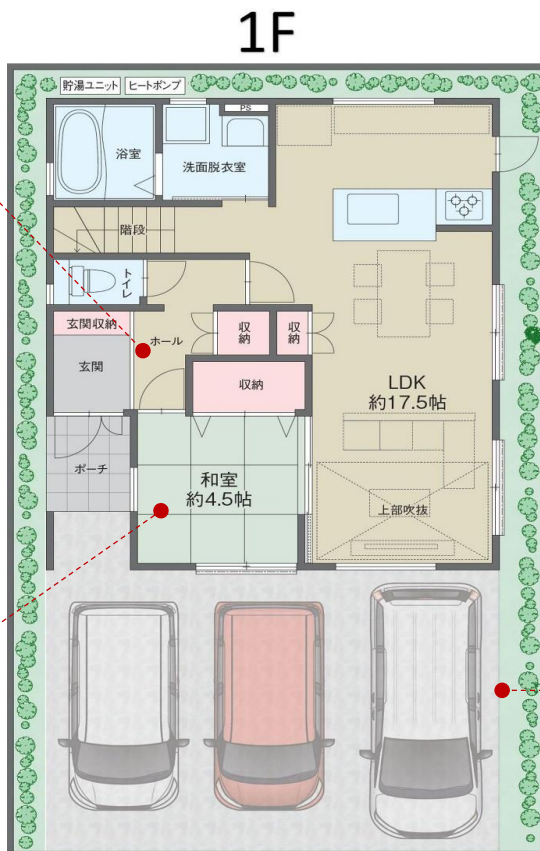 1F
貯湯ユニット
ヒートポンプ
PS
浴室
洗面脱衣室
階段
トイレ
玄関収納
ホール
収納
収納
玄関
収納
LDK
約17.5帖
ポーチ
和室
約4.5帖
上部吹抜